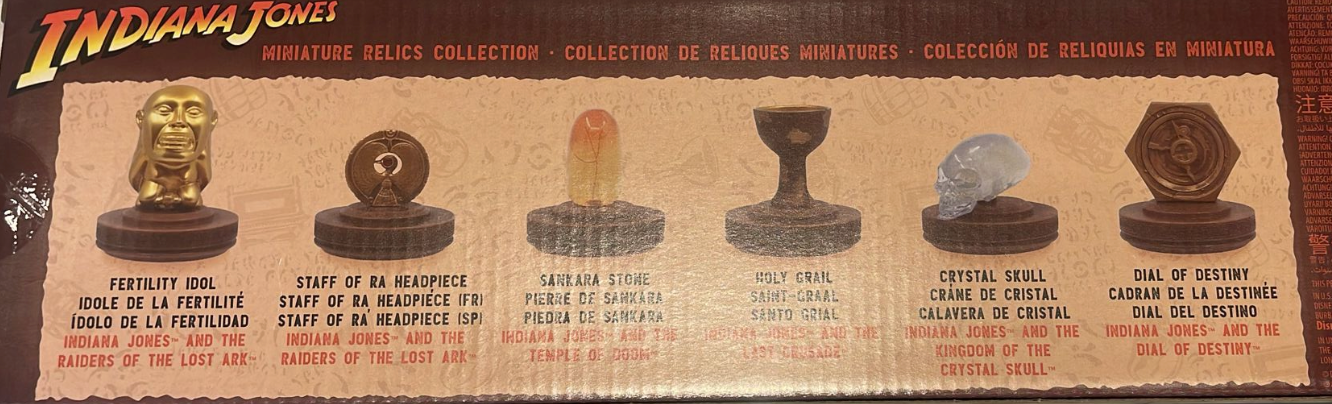 INDIANA JONES
MINIATURE RELICS COLLECTION · COLLECTION DE RELIQUES MINIATURES · COLECCIÓN DE RELIQUIAS EN MINIATURA
FERTILITY IDOL
IDOLE DE LA FERTILITÉ
ÍDOLO DE LA FERTILIDAD
INDIANA JONES™ AND THE
RAIDERS OF THE LOST ARK™
STAFF OF RA HEADPIECE
STAFF OF RA HEADPIECE (FR)
STAFF OF RA HEADPIECE (SP)
INDIANA JONES™ AND THE
RAIDERS OF THE LOST ARK™
SANKARA STONE
PIERRE DE SANKARA
PIEDRA DE SANKARA
INDIANA JONES™ AND THE
TEMPLE OF DOOM™
HOLY GRAIL
SAINT-GRAAL
SANTO GRIAL
INDIANA JONES™ AND THE
LAST CRUSADE™
CRYSTAL SKULL
CRÂNE DE CRISTAL
CALAVERA DE CRISTAL
INDIANA JONES™ AND THE
KINGDOM OF THE
CRYSTAL SKULL™
DIAL OF DESTINY
CADRAN DE LA DESTINÉE
DIAL DEL DESTINO
INDIANA JONES™ AND THE
DIAL OF DESTINY™
注意
警